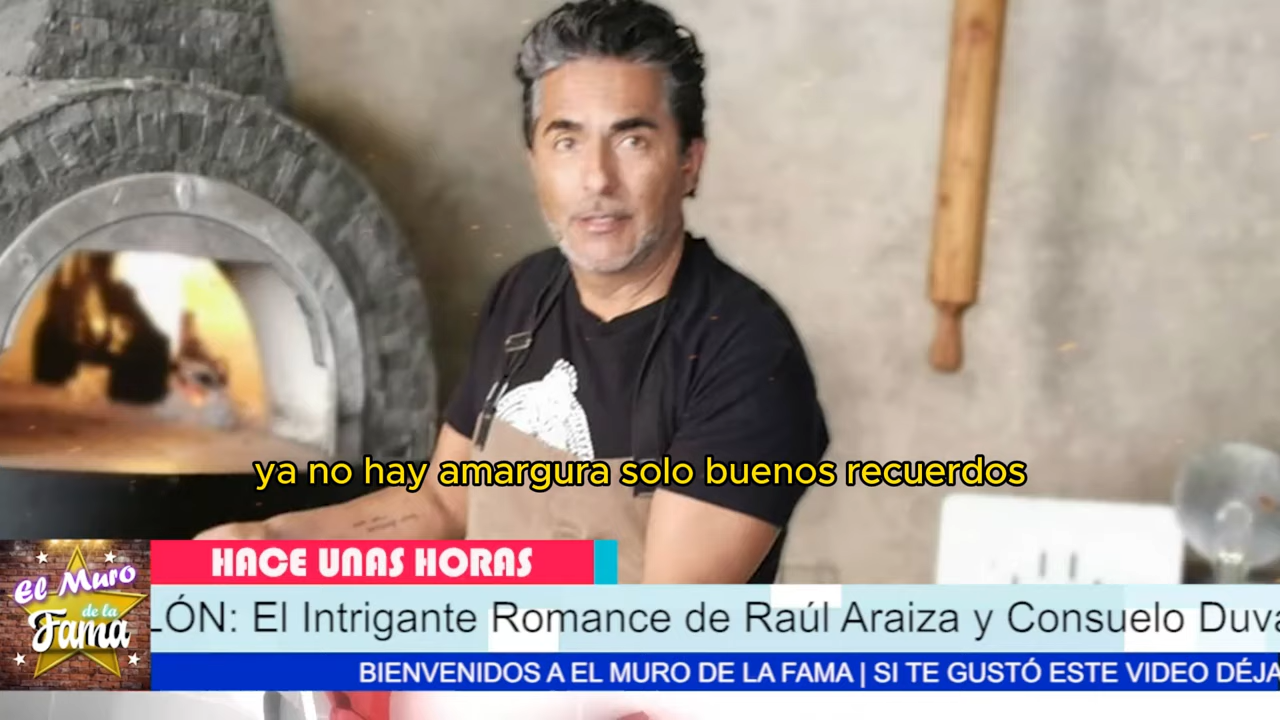 ya no hay amargura solo buenos recuerdos
HACE UNAS HORAS
El Muro
de la
Fama
LÓN: El Intrigante Romance de Raúl Araiza y Consuelo Duva
BIENVENIDOS A EL MURO DE LA FAMA | SI TE GUSTÓ ESTE VIDEO DÉJA